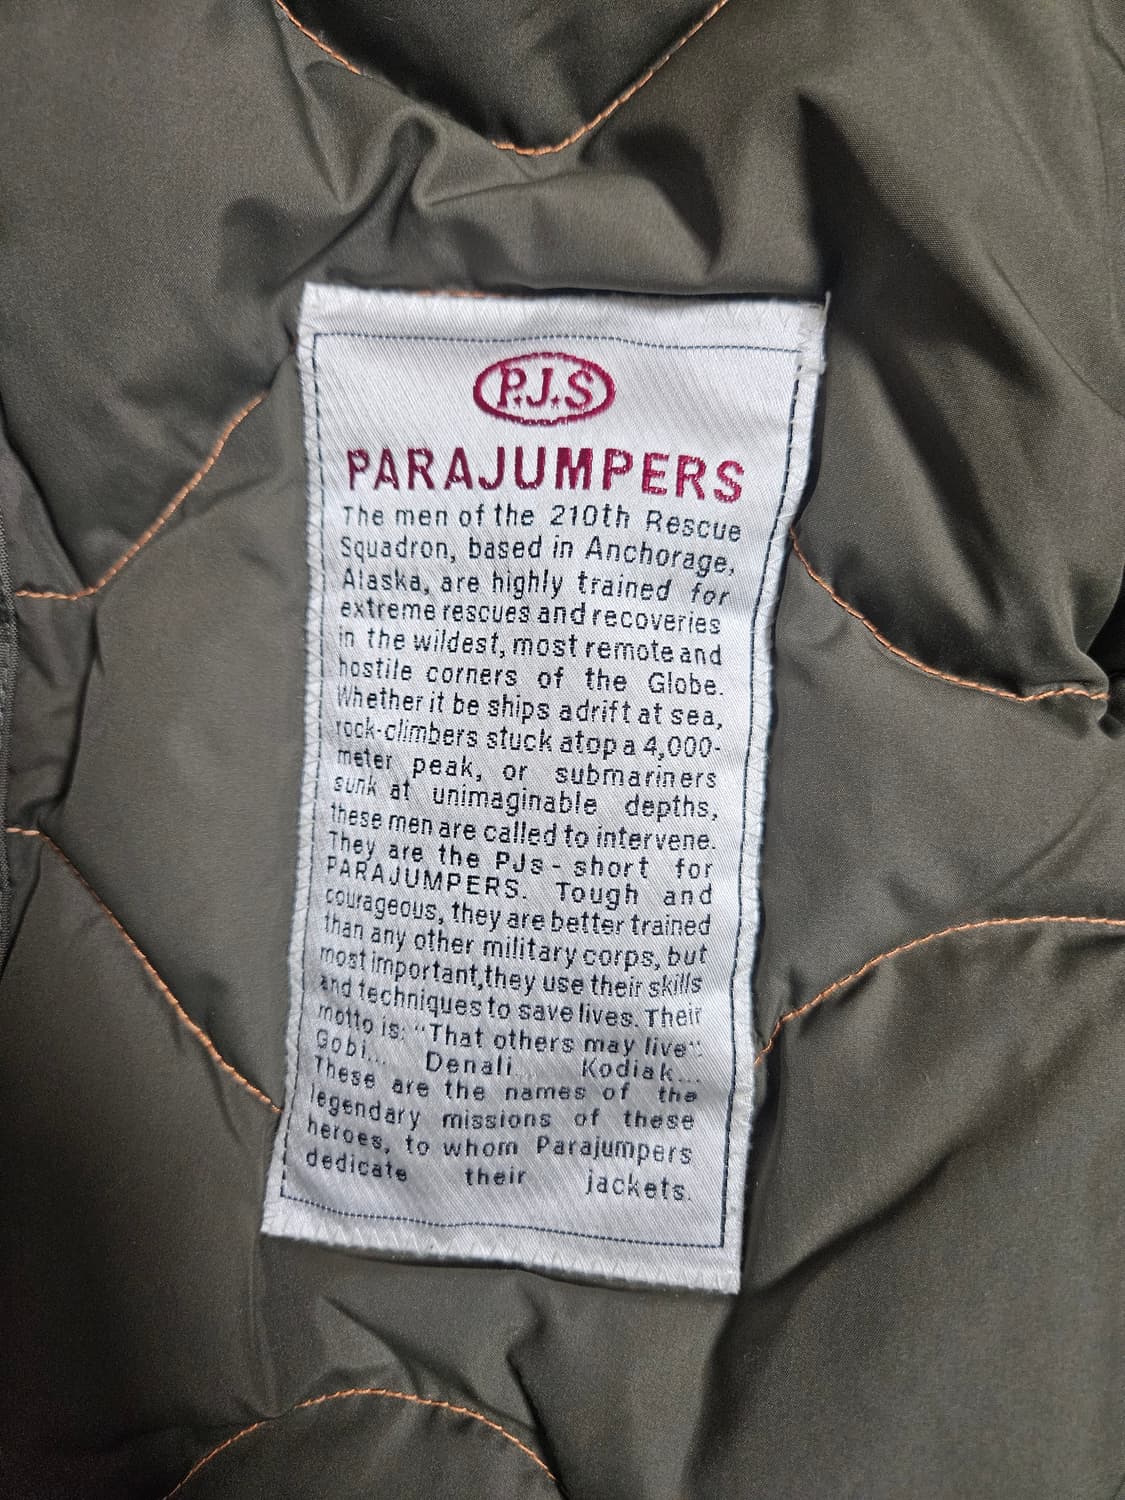 P.J.S
PARAJUMPERS
The men of the 210th Rescue
Squadron, based in Anchorage,
Alaska, are highly trained for
extreme rescues and recoveries
in the wildest, most remote and
hostile corners of the Globe.
Whether it be ships adrift at sea,
rock-climbers stuck atop a 4,000-
meter peak, or submariners
sunk at unimaginable depths,
these men are called to intervene.
They are the PJs - short for
PARAJUMPERS. Tough and
courageous, they are better trained
than any other military corps, but
most important, they use their skills
and techniques to save lives. Their
motto is: "That others may live":
Gobi... Denali... Kodiak...
These are the names of the
legendary missions of these
heroes, to whom Parajumpers
dedicate their jackets.